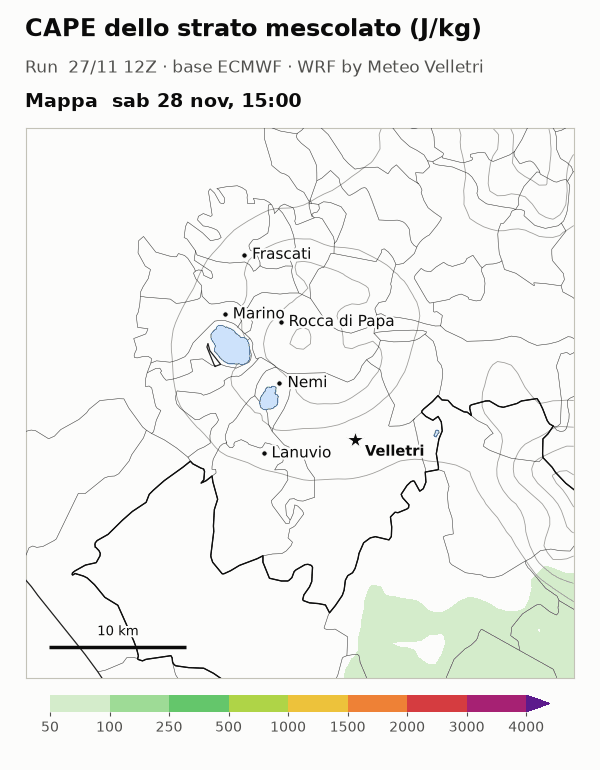 CAPE dello strato mescolato (J/kg)
Run  27/11 12Z · base ECMWF · WRF by Meteo Velletri
Mappa  sab 28 nov, 15:00
Frascati
Marino
Rocca di Papa
Nemi
Velletri
Lanuvio
10 km
50 100 250 500 1000 1500 2000 3000 4000